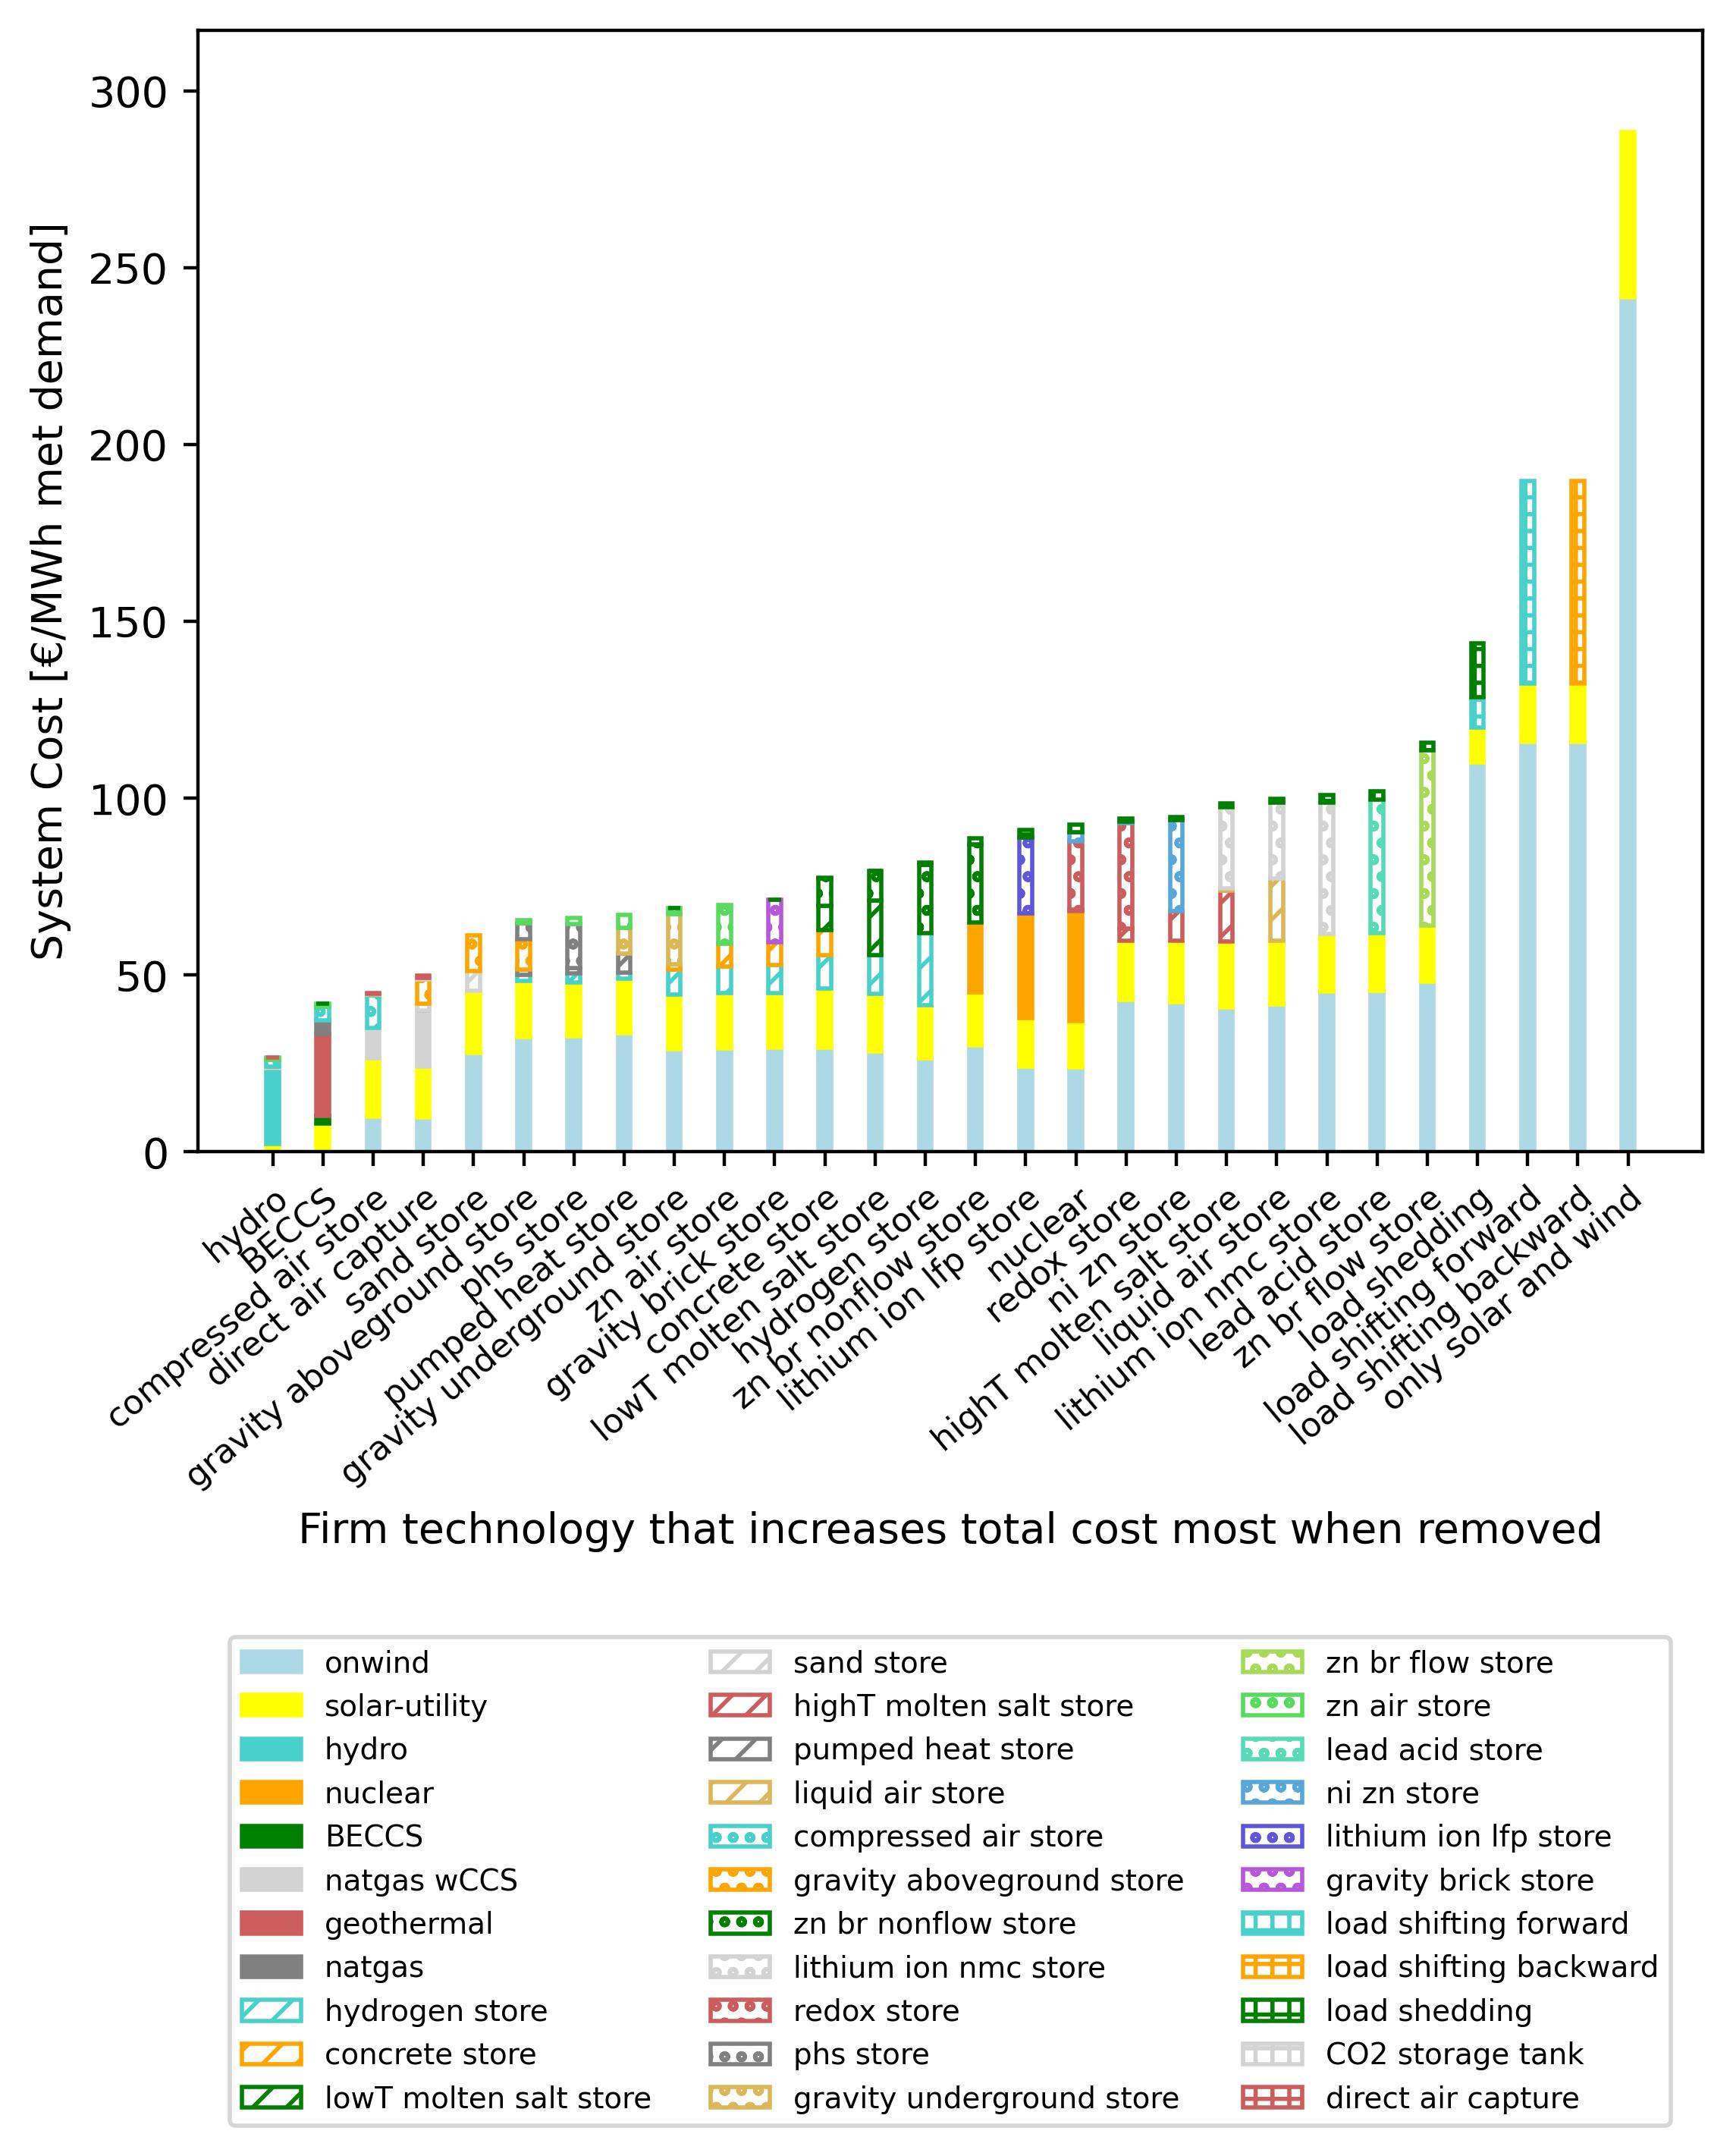 300
250
200
150
100
50
0
System Cost [€/MWh met demand]
hydro
BECCS
compressed air store
direct air capture
sand store
gravity aboveground store
phs store
pumped heat store
gravity underground store
zn air store
gravity brick store
concrete store
lowT molten salt store
hydrogen store
zn br nonflow store
lithium ion lfp store
nuclear
redox store
ni zn store
highT molten salt store
liquid air store
lithium ion nmc store
lead acid store
zn br flow store
load shedding
load shifting forward
load shifting backward
only solar and wind
Firm technology that increases total cost most when removed
onwind
solar-utility
hydro
nuclear
BECCS
natgas wCCS
geothermal
natgas
hydrogen store
concrete store
lowT molten salt store
sand store
highT molten salt store
pumped heat store
liquid air store
compressed air store
gravity aboveground store
zn br nonflow store
lithium ion nmc store
redox store
phs store
gravity underground store
zn br flow store
zn air store
lead acid store
ni zn store
lithium ion lfp store
gravity brick store
load shifting forward
load shifting backward
load shedding
CO2 storage tank
direct air capture